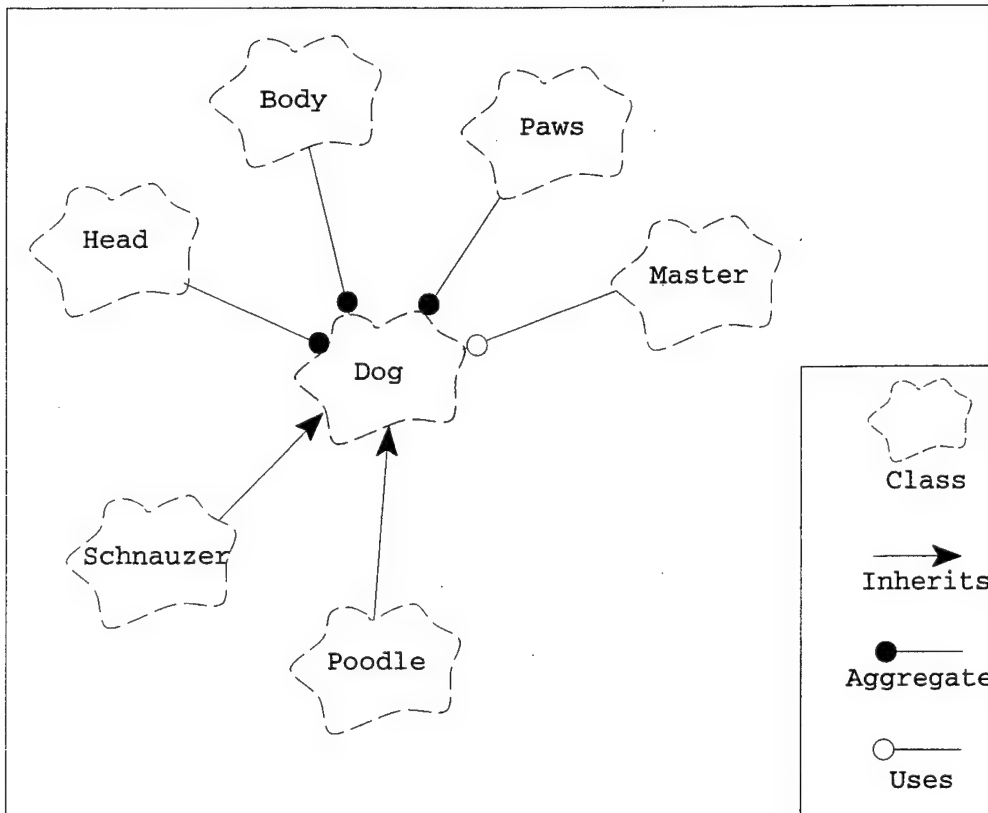 Body
Paws
Head
Master
Dog
Schnauzer
Poodle
Class
Inherits
Aggregate
Uses